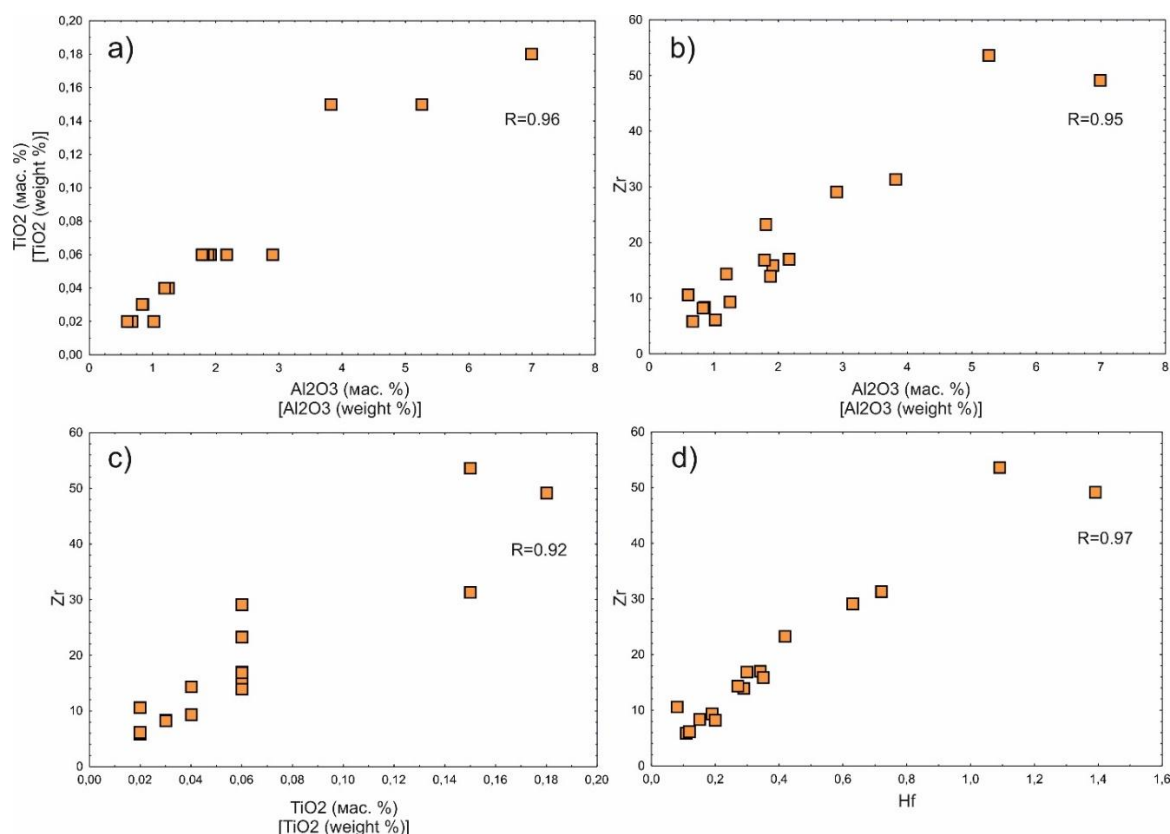 a)
TiO2 (мас. %)
[TiO2 (weight %)]
0,20
0,18
0,16
0,14
0,12
0,10
0,08
0,06
0,04
0,02
0,00
R=0.96
0 1 2 3 4 5 6 7 8
Al2O3 (мас. %)
[Al2O3 (weight %)]
b)
Zr
60
50
40
30
20
10
0
R=0.95
0 1 2 3 4 5 6 7 8
Al2O3 (мас. %)
[Al2O3 (weight %)]
c)
Zr
60
50
40
30
20
10
0
R=0.92
0,00 0,02 0,04 0,06 0,08 0,10 0,12 0,14 0,16 0,18 0,20
TiO2 (мас. %)
[TiO2 (weight %)]
d)
Zr
60
50
40
30
20
10
0
R=0.97
0,0 0,2 0,4 0,6 0,8 1,0 1,2 1,4 1,6
Hf